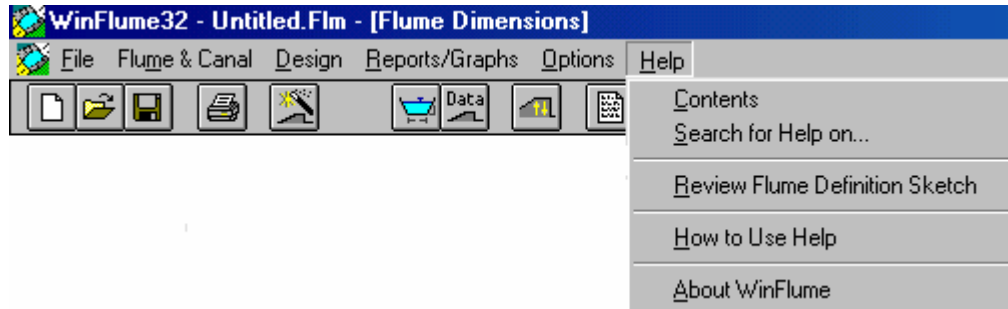 WinFlume32 - Untitled.Flm - [Flume Dimensions]
File Flume & Canal Design Reports/Graphs Options Help
Data
Contents
Search for Help on...
Review Flume Definition Sketch
How to Use Help
About WinFlume